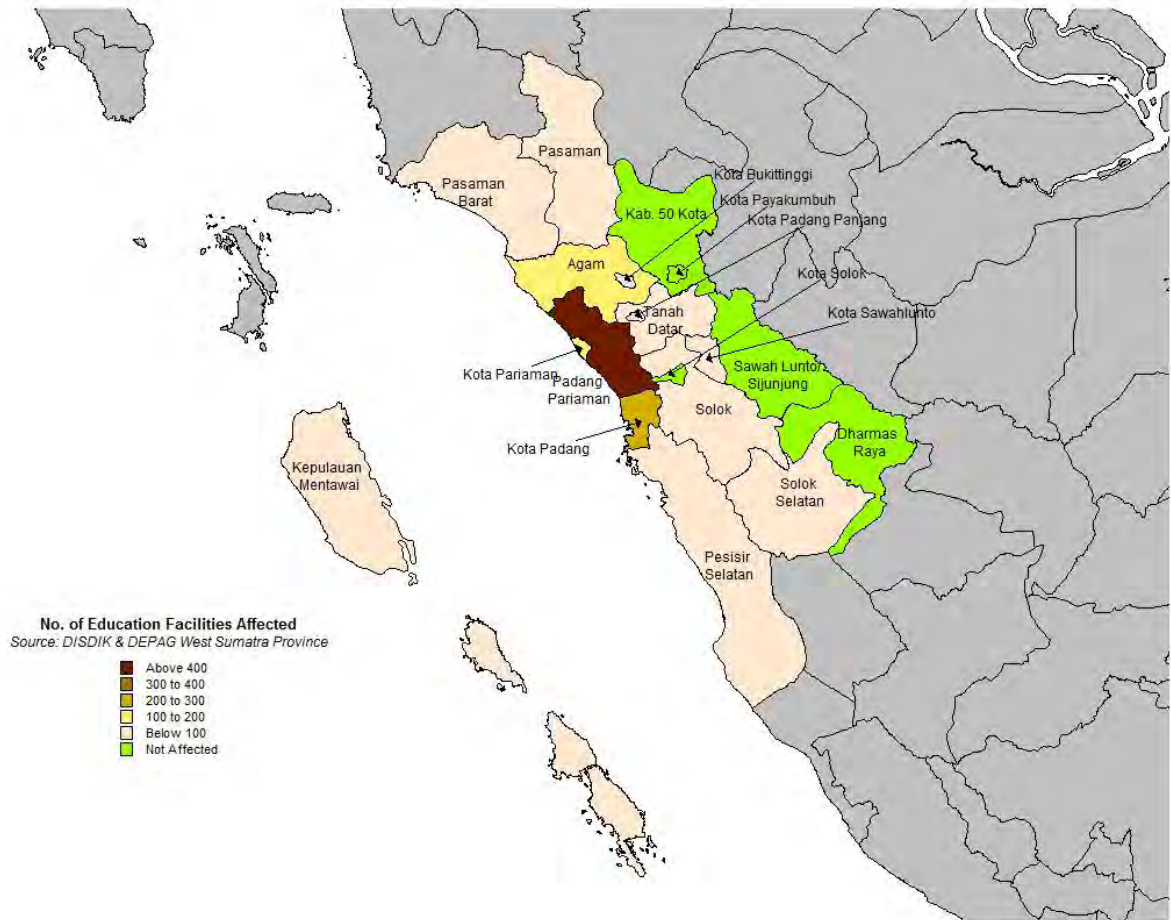 Pasaman
Pasaman
Barat
Kota Bukittinggi
Kota Payakumbuh
Kab. 50 Kota
Kota Padang Panjang
Agam
Kota Solok
Tanah
Datar
Kota Sawahlunto
Kota Pariaman
Padang
Pariaman
Sawah Lunto/
Sijunjung
Solok
Kota Padang
Dharmas
Raya
Kepulauan
Mentawai
Solok
Selatan
Pesisir
Selatan
No. of Education Facilities Affected
Source: DISDIK & DEPAG West Sumatra Province
Above 400
300 to 400
200 to 300
100 to 200
Below 100
Not Affected